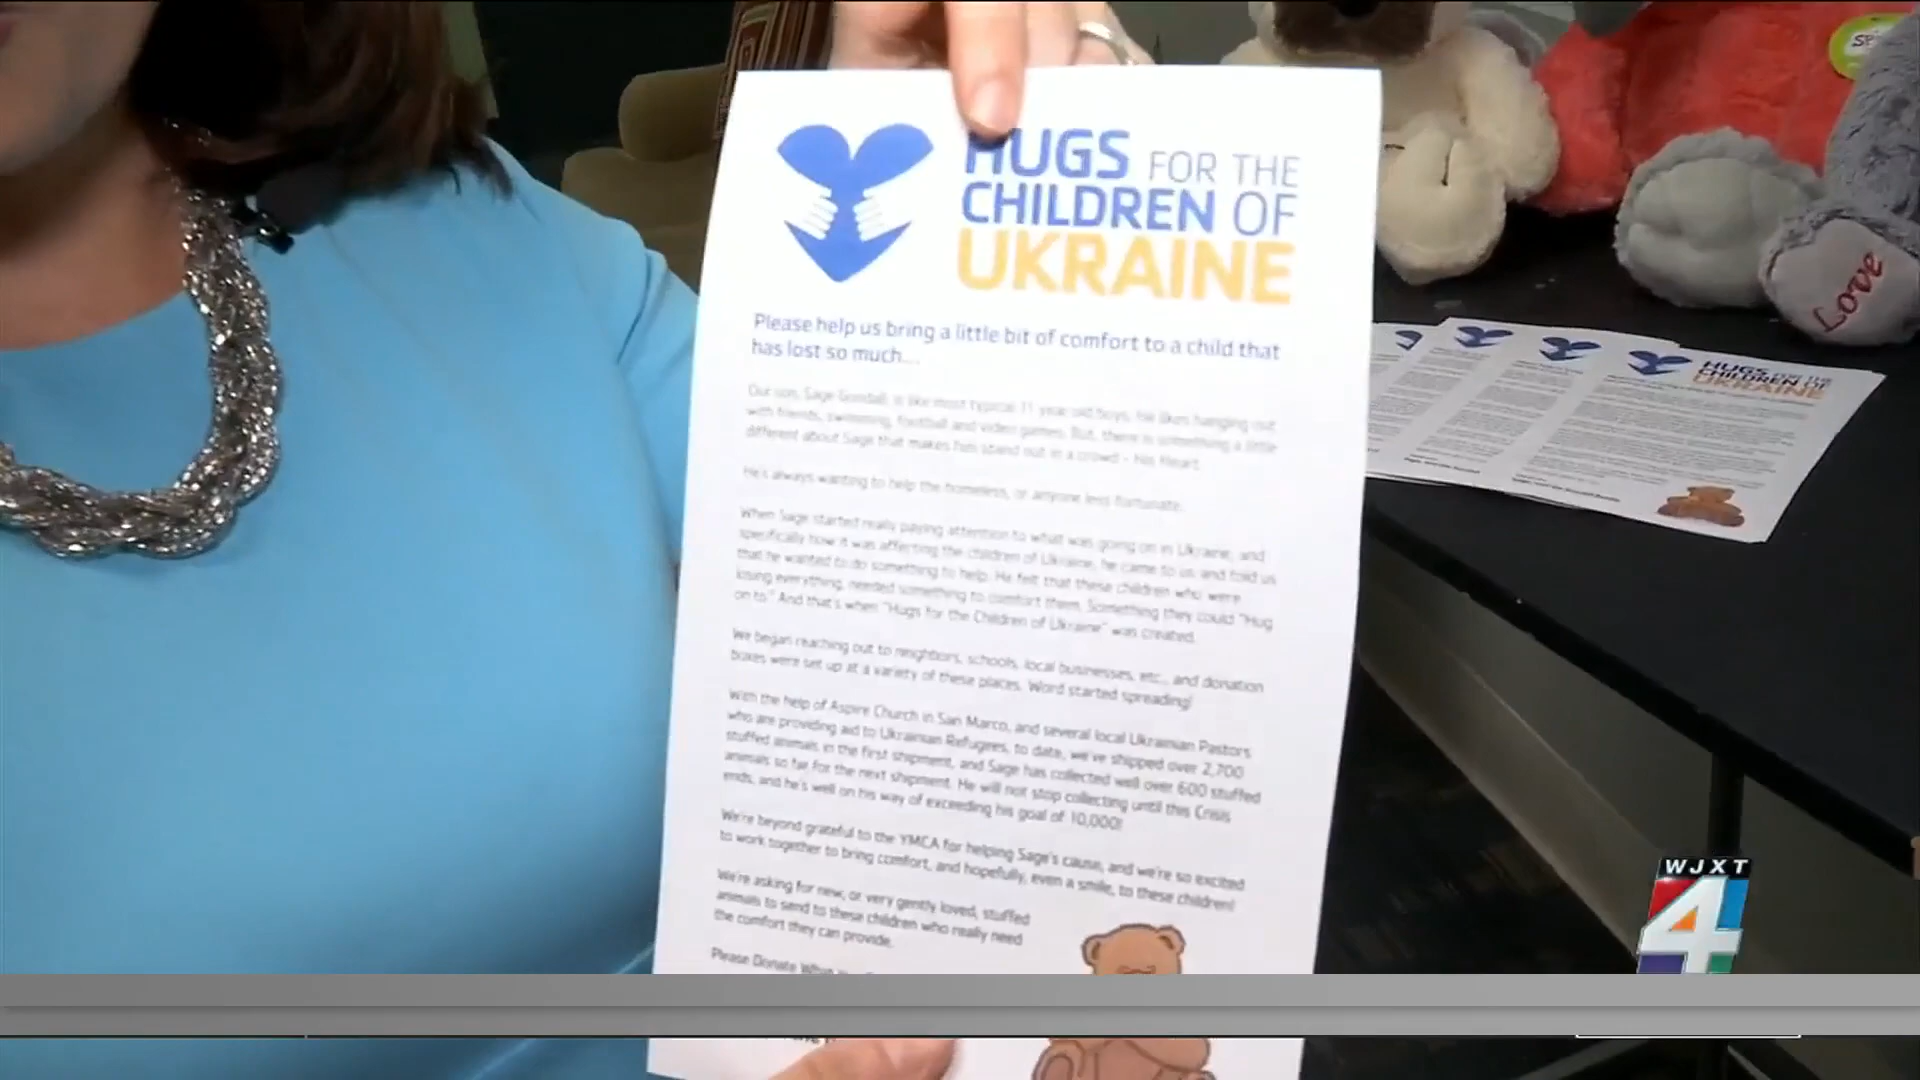 HUGS FOR THE
CHILDREN OF
UKRAINE
Please help us bring a little bit of comfort to a child that
has lost so much...
Our son, Sage is like most typical 11 year old boys. He likes hanging out
with friends, swimming, football and video games. But, there is something a little
different about Sage that makes him stand out in a crowd - his Heart.
He's always wanting to help the homeless, or anyone less fortunate.
When Sage started really paying attention to what was going on in Ukraine, and
specifically how it was affecting the children of Ukraine, he came to us and told us
that he wanted to do something to help. He felt that these children who were
losing everything, needed something to comfort them. Something they could "Hug
on to." And that's when "Hugs for the Children of Ukraine" was created.
We began reaching out to neighbors, schools, local businesses, etc., and donation
boxes were set up at a variety of these places. Word started spreading!
With the help of Aspire Church in San Marco, and several local Ukrainian Pastors
who are providing aid to Ukrainian Refugees, to date, we've shipped over 2,700
stuffed animals in the first shipment, and Sage has collected well over 600 stuffed
animals so far for the next shipment. He will not stop collecting until this Crisis
ends, and he's well on his way of exceeding his goal of 10,000!
We're beyond grateful to the YMCA for helping Sage's cause, and we're so excited
to work together to bring comfort, and hopefully, even a smile, to these children!
We're asking for new, or very gently loved, stuffed
animals to send to these children who really need
the comfort they can provide.
Please Donate What
Love
HUGS FOR THE
CHILDREN OF
UKRAINE
WJXT
4